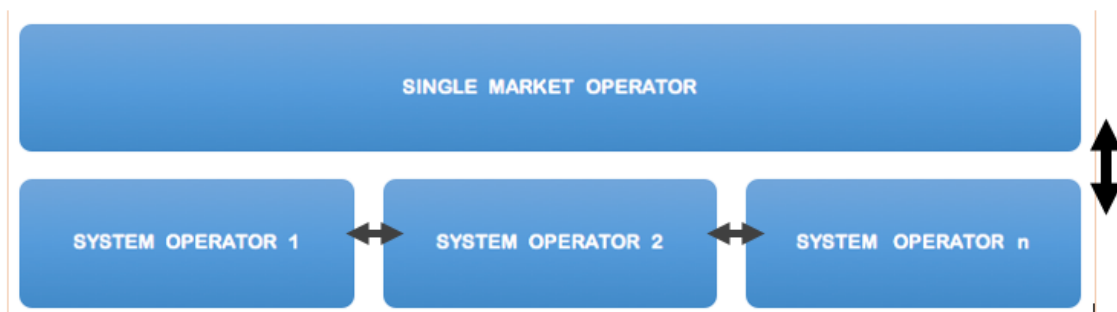 SINGLE MARKET OPERATOR
SYSTEM OPERATOR 1
SYSTEM OPERATOR 2
SYSTEM OPERATOR n